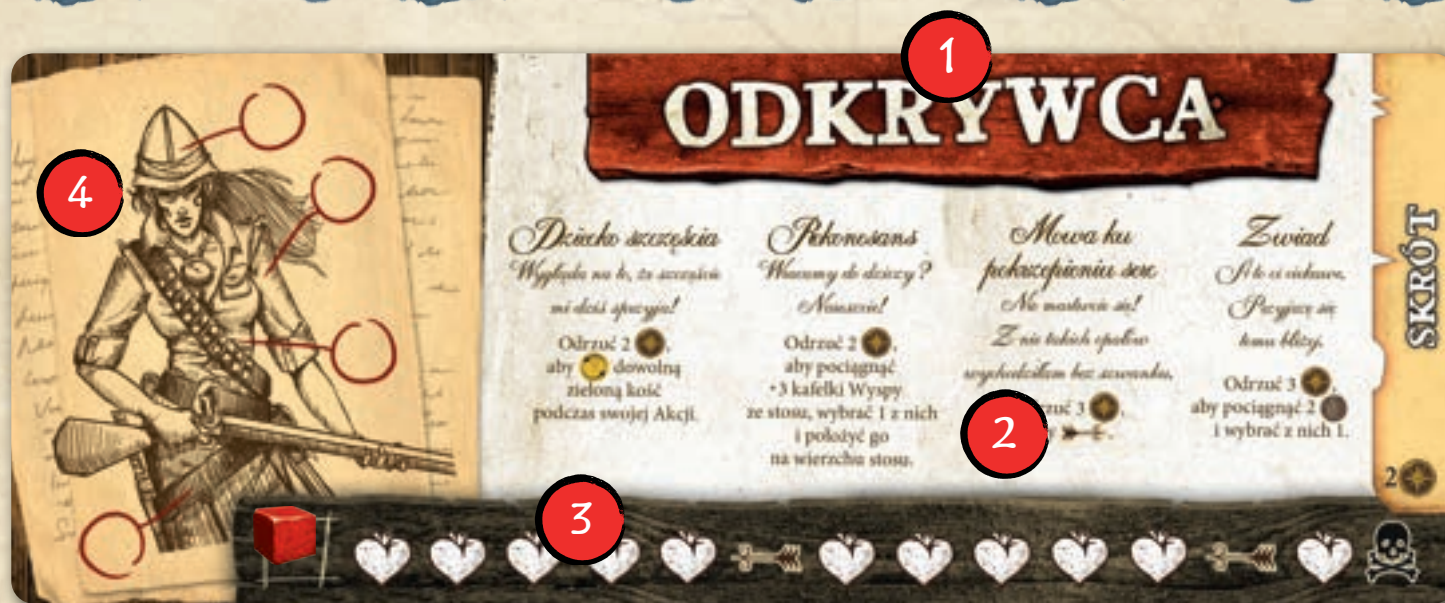 1
ODKRYWCA
4
Dziecko szczęścia
Wygląda na to, że szczęście
mi dziś sprzyja!
Odrzuć 2 ,
aby dowolną
zieloną kość
podczas swojej Akcji.
Rekonesans
Wracamy do dziczy?
Nareszcie!
Odrzuć 2 ,
aby pociągnąć
+3 kafelki Wyspy
ze stosu, wybrać 1 z nich
i położyć go
na wierzchu stosu.
Mowa ku
pokrzepieniu serc
Nie martwcie się!
Z nie takich opałów
wychodziłam bez szwanku.
3 ,
2
Zwiad
A to ci ciekawe.
Przyjrzę się
temu bliżej.
Odrzuć 3 ,
aby pociągnąć 2
i wybrać z nich 1.
SKRÓT
2
3